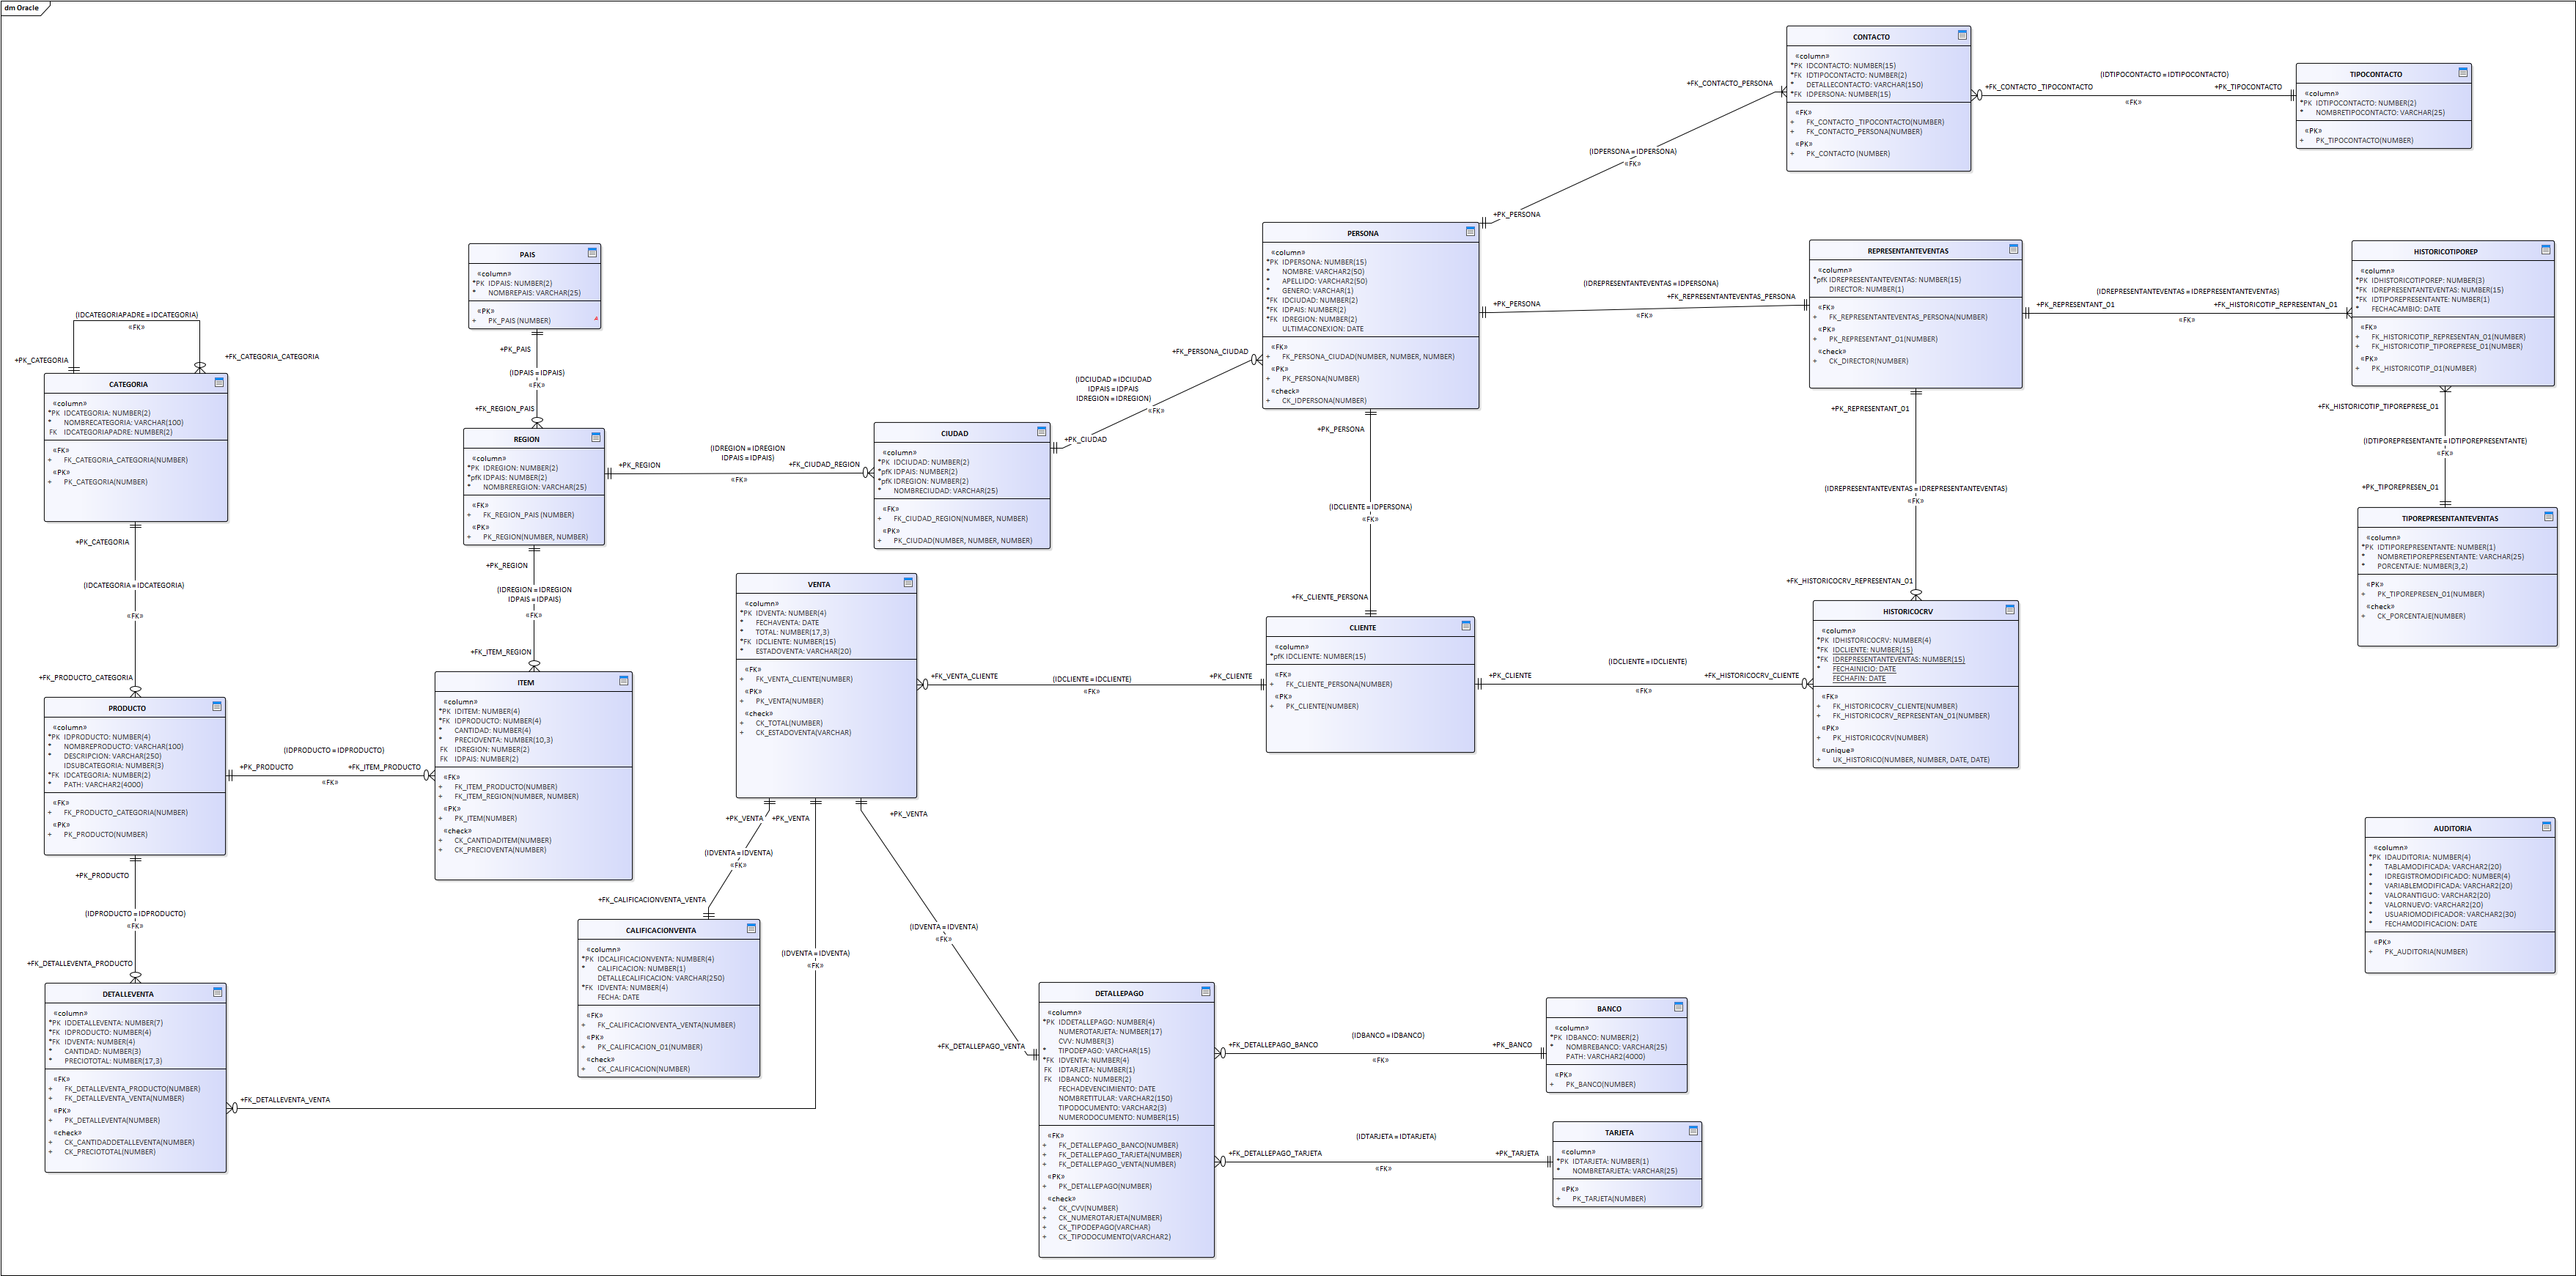 dm Oracle
CONTACTO
«column»
*PK IDCONTACTO: NUMBER(15)
*FK IDTIPOCONTACTO: NUMBER(2)
* DETALLECONTACTO: VARCHAR(150)
*FK IDPERSONA: NUMBER(15)
«FK»
+ FK_CONTACTO _TIPOCONTACTO(NUMBER)
+ FK_CONTACTO_PERSONA(NUMBER)
«PK»
+ PK_CONTACTO (NUMBER)
+FK_CONTACTO_PERSONA
(IDPERSONA = IDPERSONA)
«FK»
+PK_PERSONA
+FK_CONTACTO _TIPOCONTACTO
(IDTIPOCONTACTO = IDTIPOCONTACTO)
«FK»
+PK_TIPOCONTACTO
TIPOCONTACTO
«column»
*PK IDTIPOCONTACTO: NUMBER(2)
* NOMBRETIPOCONTACTO: VARCHAR(25)
«PK»
+ PK_TIPOCONTACTO(NUMBER)
PERSONA
«column»
*PK IDPERSONA: NUMBER(15)
* NOMBRE: VARCHAR2(50)
* APELLIDO: VARCHAR2(50)
* GENERO: VARCHAR(1)
*FK IDCIUDAD: NUMBER(2)
*FK IDPAIS: NUMBER(2)
*FK IDREGION: NUMBER(2)
ULTIMACONEXION: DATE
«FK»
+ FK_PERSONA_CIUDAD(NUMBER, NUMBER, NUMBER)
«PK»
+ PK_PERSONA(NUMBER)
«check»
+ CK_IDPERSONA(NUMBER)
+PK_PERSONA
(IDREPRESENTANTEVENTAS = IDPERSONA)
+FK_REPRESENTANTEVENTAS_PERSONA
«FK»
REPRESENTANTEVENTAS
«column»
*pfK IDREPRESENTANTEVENTAS: NUMBER(15)
DIRECTOR: NUMBER(1)
«FK»
+ FK_REPRESENTANTEVENTAS_PERSONA(NUMBER)
«PK»
+ PK_REPRESENTANT_01(NUMBER)
«check»
+ CK_DIRECTOR(NUMBER)
+PK_REPRESENTANT_01
(IDREPRESENTANTEVENTAS = IDREPRESENTANTEVENTAS)
+FK_HISTORICOTIP_REPRESENTAN_01
«FK»
HISTORICOTIPOREP
«column»
*PK IDHISTORICOTIPOREP: NUMBER(3)
*FK IDREPRESENTANTEVENTAS: NUMBER(15)
*FK IDTIPOREPRESENTANTE: NUMBER(1)
* FECHACAMBIO: DATE
«FK»
+ FK_HISTORICOTIP_REPRESENTAN_01(NUMBER)
+ FK_HISTORICOTIP_TIPOREPRESE_01(NUMBER)
«PK»
+ PK_HISTORICOTIP_01(NUMBER)
+FK_HISTORICOTIP_TIPOREPRESE_01
(IDTIPOREPRESENTANTE = IDTIPOREPRESENTANTE)
«FK»
+PK_TIPOREPRESEN_01
TIPOREPRESENTANTEVENTAS
«column»
*PK IDTIPOREPRESENTANTE: NUMBER(1)
* NOMBRETIPOREPRESENTANTE: VARCHAR(25)
* PORCENTAJE: NUMBER(3,2)
«PK»
+ PK_TIPOREPRESEN_01(NUMBER)
«check»
+ CK_PORCENTAJE(NUMBER)
PAIS
«column»
*PK IDPAIS: NUMBER(2)
* NOMBREPAIS: VARCHAR(25)
«PK»
+ PK_PAIS (NUMBER)
+PK_PAIS
(IDPAIS = IDPAIS)
«FK»
+FK_REGION_PAIS
REGION
«column»
*PK IDREGION: NUMBER(2)
*pfK IDPAIS: NUMBER(2)
* NOMBREREGION: VARCHAR(25)
«FK»
+ FK_REGION_PAIS (NUMBER)
«PK»
+ PK_REGION(NUMBER, NUMBER)
+PK_REGION
(IDREGION = IDREGION
IDPAIS = IDPAIS)
+FK_CIUDAD_REGION
«FK»
CIUDAD
«column»
*PK IDCIUDAD: NUMBER(2)
*pfK IDPAIS: NUMBER(2)
*pfK IDREGION: NUMBER(2)
* NOMBRECIUDAD: VARCHAR(25)
«FK»
+ FK_CIUDAD_REGION(NUMBER, NUMBER)
«PK»
+ PK_CIUDAD(NUMBER, NUMBER, NUMBER)
+FK_PERSONA_CIUDAD
(IDCIUDAD = IDCIUDAD
IDPAIS = IDPAIS
IDREGION = IDREGION)
«FK»
+PK_CIUDAD
(IDCATEGORIAPADRE = IDCATEGORIA)
«FK»
+PK_CATEGORIA
+FK_CATEGORIA_CATEGORIA
CATEGORIA
«column»
*PK IDCATEGORIA: NUMBER(2)
* NOMBRECATEGORIA: VARCHAR(100)
FK IDCATEGORIAPADRE: NUMBER(2)
«FK»
+ FK_CATEGORIA_CATEGORIA(NUMBER)
«PK»
+ PK_CATEGORIA(NUMBER)
+PK_CATEGORIA
(IDCATEGORIA = IDCATEGORIA)
«FK»
+FK_PRODUCTO_CATEGORIA
PRODUCTO
«column»
*PK IDPRODUCTO: NUMBER(4)
* NOMBREPRODUCTO: VARCHAR(100)
* DESCRIPCION: VARCHAR(250)
IDSUBCATEGORIA: NUMBER(3)
*FK IDCATEGORIA: NUMBER(2)
* PATH: VARCHAR2(4000)
«FK»
+ FK_PRODUCTO_CATEGORIA(NUMBER)
«PK»
+ PK_PRODUCTO(NUMBER)
+PK_PRODUCTO
(IDPRODUCTO = IDPRODUCTO)
+FK_ITEM_PRODUCTO
«FK»
+PK_REGION
(IDREGION = IDREGION
IDPAIS = IDPAIS)
«FK»
+FK_ITEM_REGION
ITEM
«column»
*PK IDITEM: NUMBER(4)
*FK IDPRODUCTO: NUMBER(4)
* CANTIDAD: NUMBER(4)
* PRECIOVENTA: NUMBER(10,3)
FK IDREGION: NUMBER(2)
FK IDPAIS: NUMBER(2)
«FK»
+ FK_ITEM_PRODUCTO(NUMBER)
+ FK_ITEM_REGION(NUMBER, NUMBER)
«PK»
+ PK_ITEM(NUMBER)
«check»
+ CK_CANTIDADITEM(NUMBER)
+ CK_PRECIOVENTA(NUMBER)
VENTA
«column»
*PK IDVENTA: NUMBER(4)
* FECHAVENTA: DATE
* TOTAL: NUMBER(17,3)
*FK IDCLIENTE: NUMBER(15)
* ESTADOVENTA: VARCHAR(20)
«FK»
+ FK_VENTA_CLIENTE(NUMBER)
«PK»
+ PK_VENTA(NUMBER)
«check»
+ CK_TOTAL(NUMBER)
+ CK_ESTADOVENTA(VARCHAR)
+FK_VENTA_CLIENTE
(IDCLIENTE = IDCLIENTE)
«FK»
+PK_CLIENTE
+PK_PERSONA
(IDCLIENTE = IDPERSONA)
«FK»
+FK_CLIENTE_PERSONA
CLIENTE
«column»
*pfK IDCLIENTE: NUMBER(15)
«FK»
+ FK_CLIENTE_PERSONA(NUMBER)
«PK»
+ PK_CLIENTE(NUMBER)
+PK_CLIENTE
(IDCLIENTE = IDCLIENTE)
+FK_HISTORICOCRV_CLIENTE
«FK»
+PK_REPRESENTANT_01
(IDREPRESENTANTEVENTAS = IDREPRESENTANTEVENTAS)
«FK»
+FK_HISTORICOCRV_REPRESENTAN_01
HISTORICOCRV
«column»
*PK IDHISTORICOCRV: NUMBER(4)
*FK IDCLIENTE: NUMBER(15)
*FK IDREPRESENTANTEVENTAS: NUMBER(15)
* FECHAINICIO: DATE
FECHAFIN: DATE
«FK»
+ FK_HISTORICOCRV_CLIENTE(NUMBER)
+ FK_HISTORICOCRV_REPRESENTAN_01(NUMBER)
«PK»
+ PK_HISTORICOCRV(NUMBER)
«unique»
+ UK_HISTORICO(NUMBER, NUMBER, DATE, DATE)
AUDITORIA
«column»
*PK IDAUDITORIA: NUMBER(4)
* TABLAMODIFICADA: VARCHAR2(20)
* IDREGISTROMODIFICADO: NUMBER(4)
* VARIABLEMODIFICADA: VARCHAR2(20)
* VALORANTIGUO: VARCHAR2(20)
* VALORNUEVO: VARCHAR2(20)
* USUARIOMODIFICADOR: VARCHAR2(30)
* FECHAMODIFICACION: DATE
«PK»
+ PK_AUDITORIA(NUMBER)
+PK_PRODUCTO
(IDPRODUCTO = IDPRODUCTO)
«FK»
+FK_DETALLEVENTA_PRODUCTO
DETALLEVENTA
«column»
*PK IDDETALLEVENTA: NUMBER(7)
*FK IDPRODUCTO: NUMBER(4)
*FK IDVENTA: NUMBER(4)
* CANTIDAD: NUMBER(3)
* PRECIOTOTAL: NUMBER(17,3)
«FK»
+ FK_DETALLEVENTA_PRODUCTO(NUMBER)
+ FK_DETALLEVENTA_VENTA(NUMBER)
«PK»
+ PK_DETALLEVENTA(NUMBER)
«check»
+ CK_CANTIDADDETALLEVENTA(NUMBER)
+ CK_PRECIOTOTAL(NUMBER)
+FK_DETALLEVENTA_VENTA
+PK_VENTA
(IDVENTA = IDVENTA)
«FK»
+FK_CALIFICACIONVENTA_VENTA
CALIFICACIONVENTA
«column»
*PK IDCALIFICACIONVENTA: NUMBER(4)
* CALIFICACION: NUMBER(1)
DETALLECALIFICACION: VARCHAR(250)
*FK IDVENTA: NUMBER(4)
FECHA: DATE
«FK»
+ FK_CALIFICACIONVENTA_VENTA(NUMBER)
«PK»
+ PK_CALIFICACION_01(NUMBER)
«check»
+ CK_CALIFICACION(NUMBER)
+PK_VENTA
(IDVENTA = IDVENTA)
«FK»
+PK_VENTA
(IDVENTA = IDVENTA)
«FK»
+FK_DETALLEPAGO_VENTA
DETALLEPAGO
«column»
*PK IDDETALLEPAGO: NUMBER(4)
NUMEROTARJETA: NUMBER(17)
CVV: NUMBER(3)
* TIPODEPAGO: VARCHAR(15)
*FK IDVENTA: NUMBER(4)
FK IDTARJETA: NUMBER(1)
FK IDBANCO: NUMBER(2)
FECHADEVENCIMIENTO: DATE
NOMBRETITULAR: VARCHAR2(150)
TIPODOCUMENTO: VARCHAR2(3)
NUMERODOCUMENTO: NUMBER(15)
«FK»
+ FK_DETALLEPAGO_BANCO(NUMBER)
+ FK_DETALLEPAGO_TARJETA(NUMBER)
+ FK_DETALLEPAGO_VENTA(NUMBER)
«PK»
+ PK_DETALLEPAGO(NUMBER)
«check»
+ CK_CVV(NUMBER)
+ CK_NUMEROTARJETA(NUMBER)
+ CK_TIPODEPAGO(VARCHAR)
+ CK_TIPODOCUMENTO(VARCHAR2)
+FK_DETALLEPAGO_BANCO
(IDBANCO = IDBANCO)
«FK»
+PK_BANCO
BANCO
«column»
*PK IDBANCO: NUMBER(2)
* NOMBREBANCO: VARCHAR(25)
PATH: VARCHAR2(4000)
«PK»
+ PK_BANCO(NUMBER)
+FK_DETALLEPAGO_TARJETA
(IDTARJETA = IDTARJETA)
«FK»
+PK_TARJETA
TARJETA
«column»
*PK IDTARJETA: NUMBER(1)
* NOMBRETARJETA: VARCHAR(25)
«PK»
+ PK_TARJETA(NUMBER)